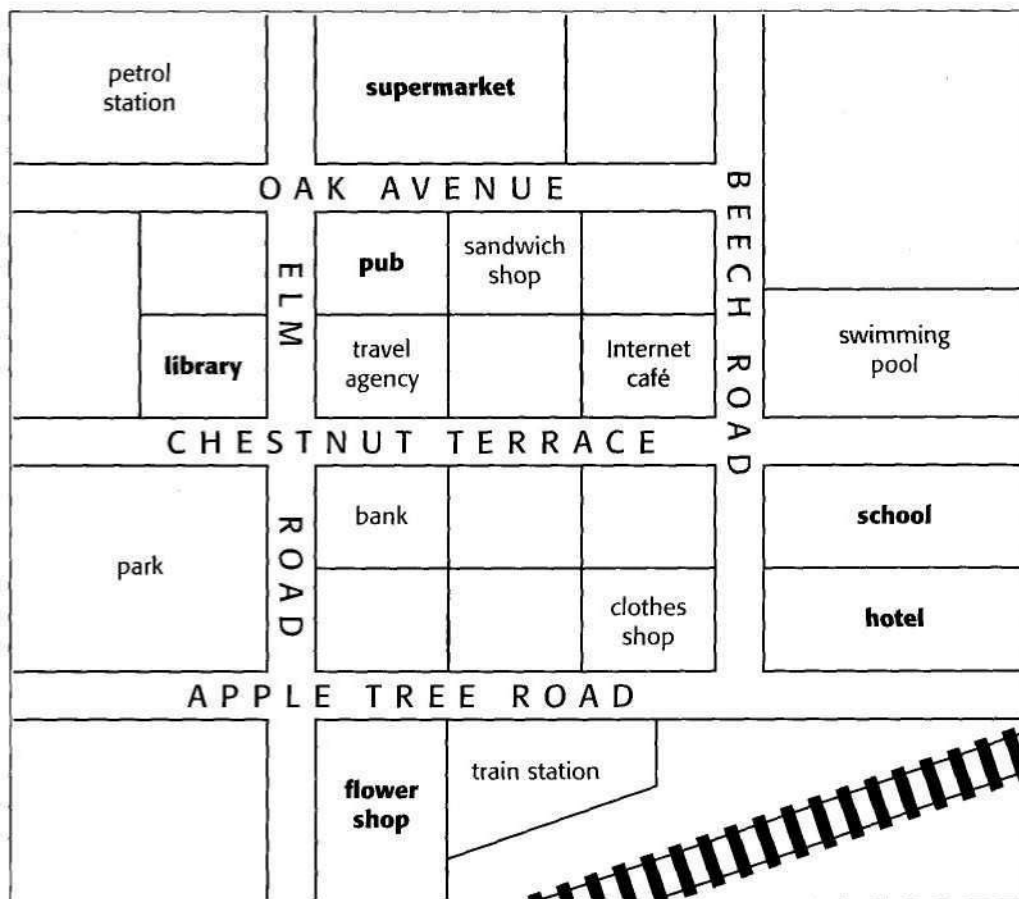 petrol
station
supermarket
OAK AVENUE
BEECH ROAD
ELM ROAD
pub
sandwich
shop
library
travel
agency
Internet
café
swimming
pool
CHESTNUT TERRACE
bank
school
park
clothes
shop
hotel
APPLE TREE ROAD
flower
shop
train station